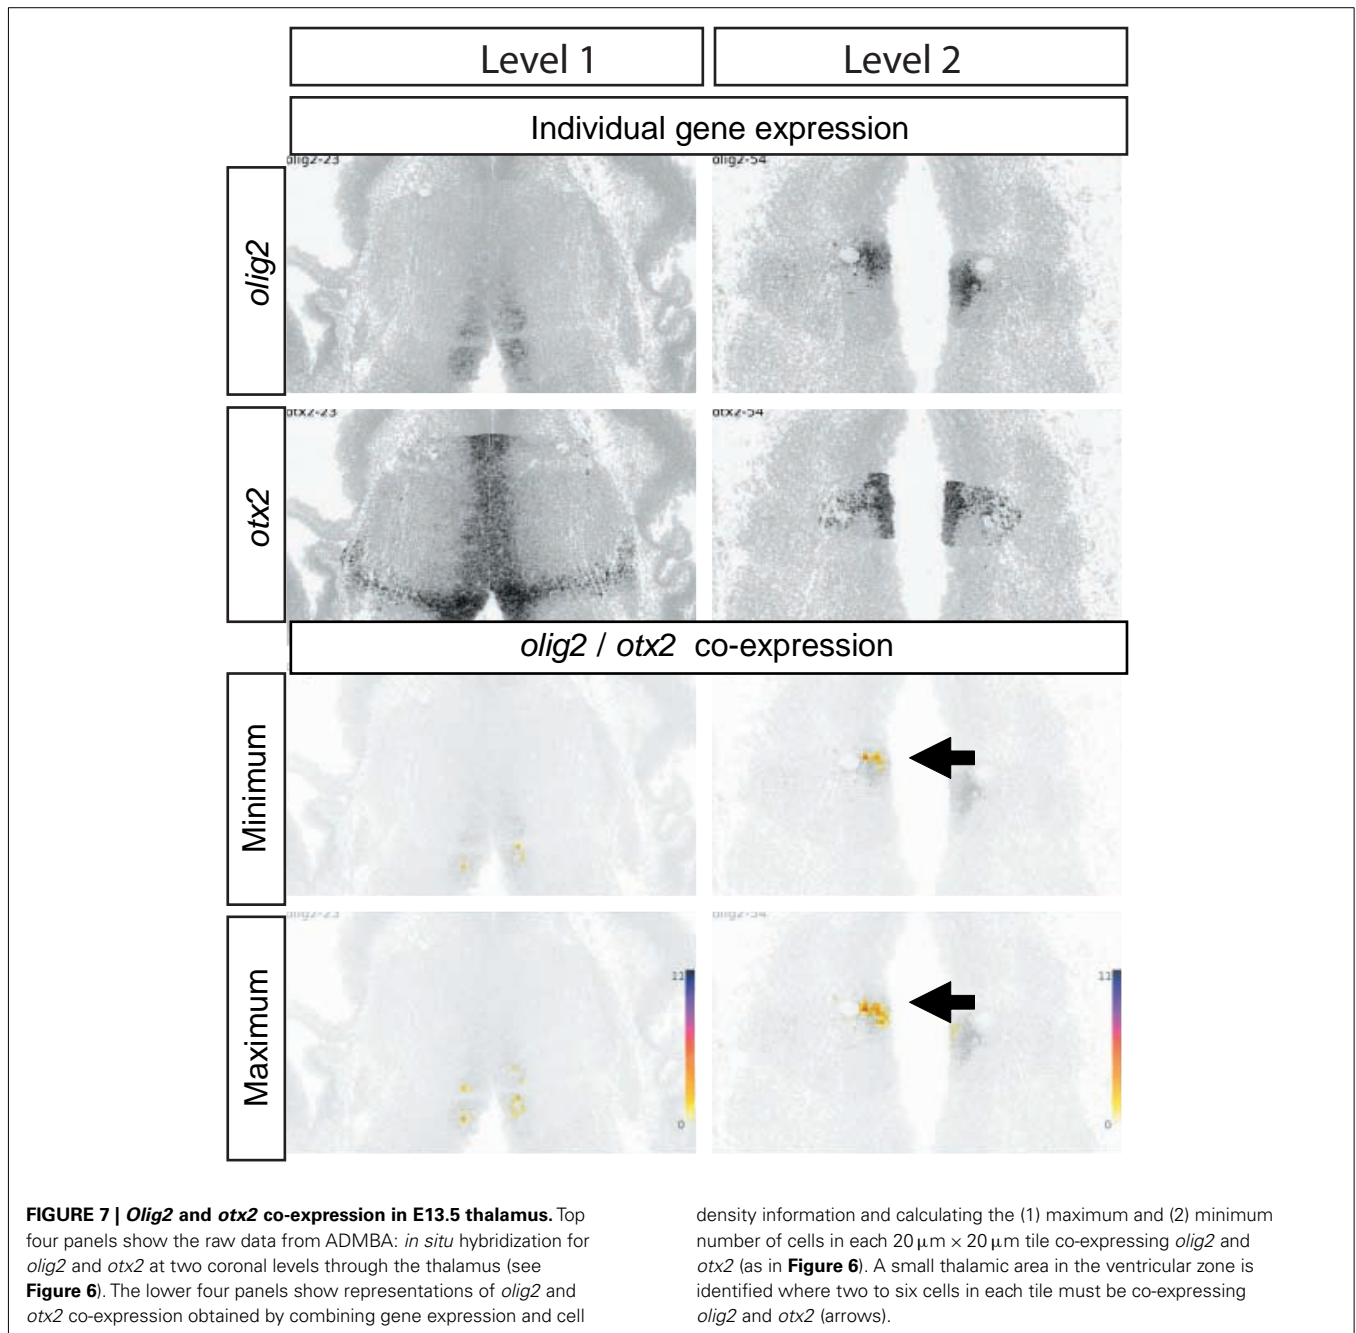 Level 1
Level 2
Individual gene expression
olig2
olig2-23
olig2-54
otx2
otx2-23
otx2-54
olig2 / otx2 co-expression
Minimum
Maximum
olig2-23
11
0
olig2-54
11
0
FIGURE 7 | Olig2 and otx2 co-expression in E13.5 thalamus. Top
four panels show the raw data from ADMBA: in situ hybridization for
olig2 and otx2 at two coronal levels through the thalamus (see
Figure 6). The lower four panels show representations of olig2 and
otx2 co-expression obtained by combining gene expression and cell
density information and calculating the (1) maximum and (2) minimum
number of cells in each 20 μm × 20 μm tile co-expressing olig2 and
otx2 (as in Figure 6). A small thalamic area in the ventricular zone is
identified where two to six cells in each tile must be co-expressing
olig2 and otx2 (arrows).